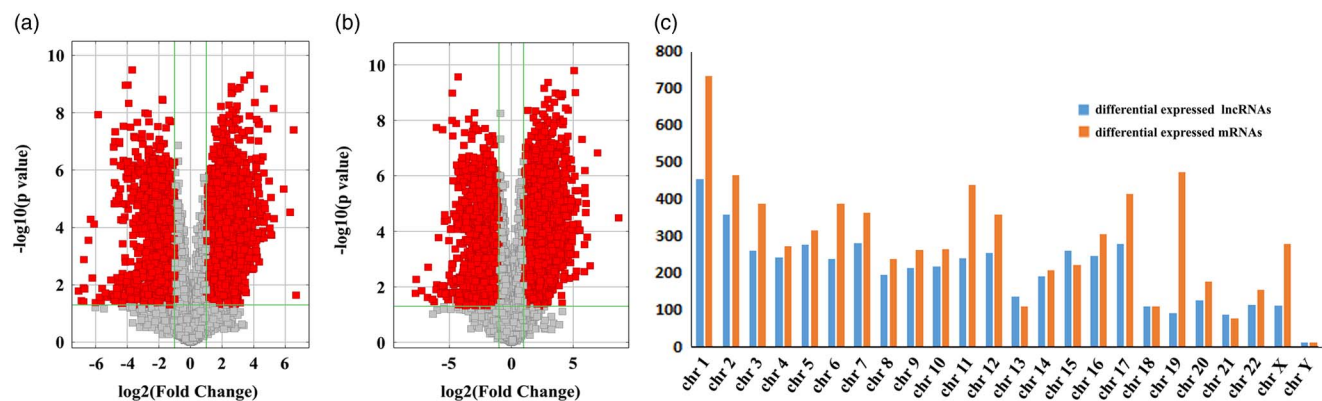 (a)
10
8
6
4
2
0
-log10(p value)
-6 -4 -2 0 2 4 6
log2(Fold Change)
(b)
10
8
6
4
2
0
-log10(p value)
-5 0 5
log2(Fold Change)
(c)
800
700
600
500
400
300
200
100
0
differential expressed lncRNAs
differential expressed mRNAs
chr 1 chr 2 chr 3 chr 4 chr 5 chr 6 chr 7 chr 8 chr 9 chr 10 chr 11 chr 12 chr 13 chr 14 chr 15 chr 16 chr 17 chr 18 chr 19 chr 20 chr 21 chr 22 chr X chr Y